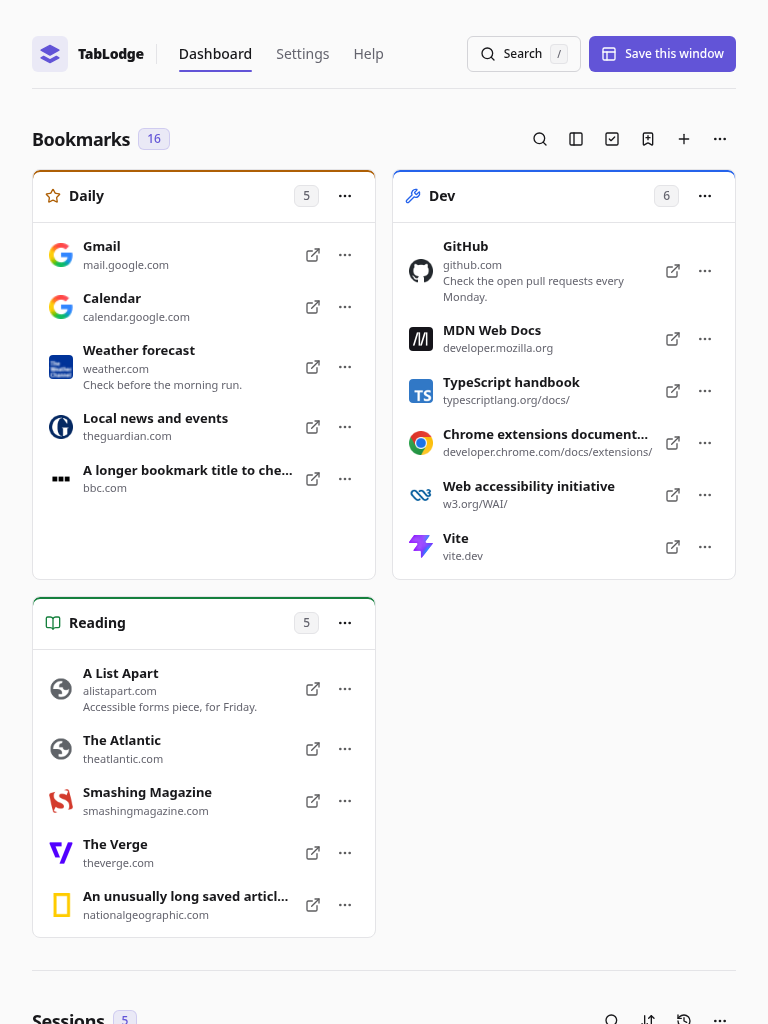 TabLodge
Dashboard
Settings
Help
Search /
Save this window
Bookmarks 16
Daily 5
Gmail
mail.google.com
Calendar
calendar.google.com
Weather forecast
weather.com
Check before the morning run.
Local news and events
theguardian.com
A longer bookmark title to che...
bbc.com
Dev 6
GitHub
github.com
Check the open pull requests every
Monday.
MDN Web Docs
developer.mozilla.org
TS
TypeScript handbook
typescriptlang.org/docs/
Chrome extensions document...
developer.chrome.com/docs/extensions/
Web accessibility initiative
w3.org/WAI/
Vite
vite.dev
Reading 5
A List Apart
alistapart.com
Accessible forms piece, for Friday.
The Atlantic
theatlantic.com
Smashing Magazine
smashingmagazine.com
The Verge
theverge.com
An unusually long saved articl...
nationalgeographic.com
Sessions 5